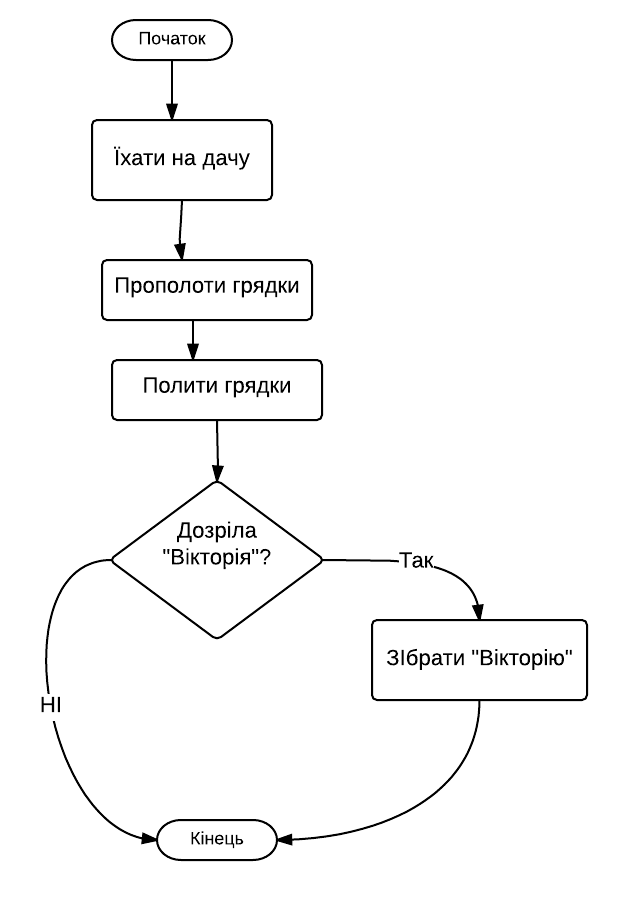 Початок
Їхати на дачу
Прополоти грядки
Полити грядки
Дозріла
"Вікторія"?
Так
ЗІбрати "Вікторію"
НІ
Кінець